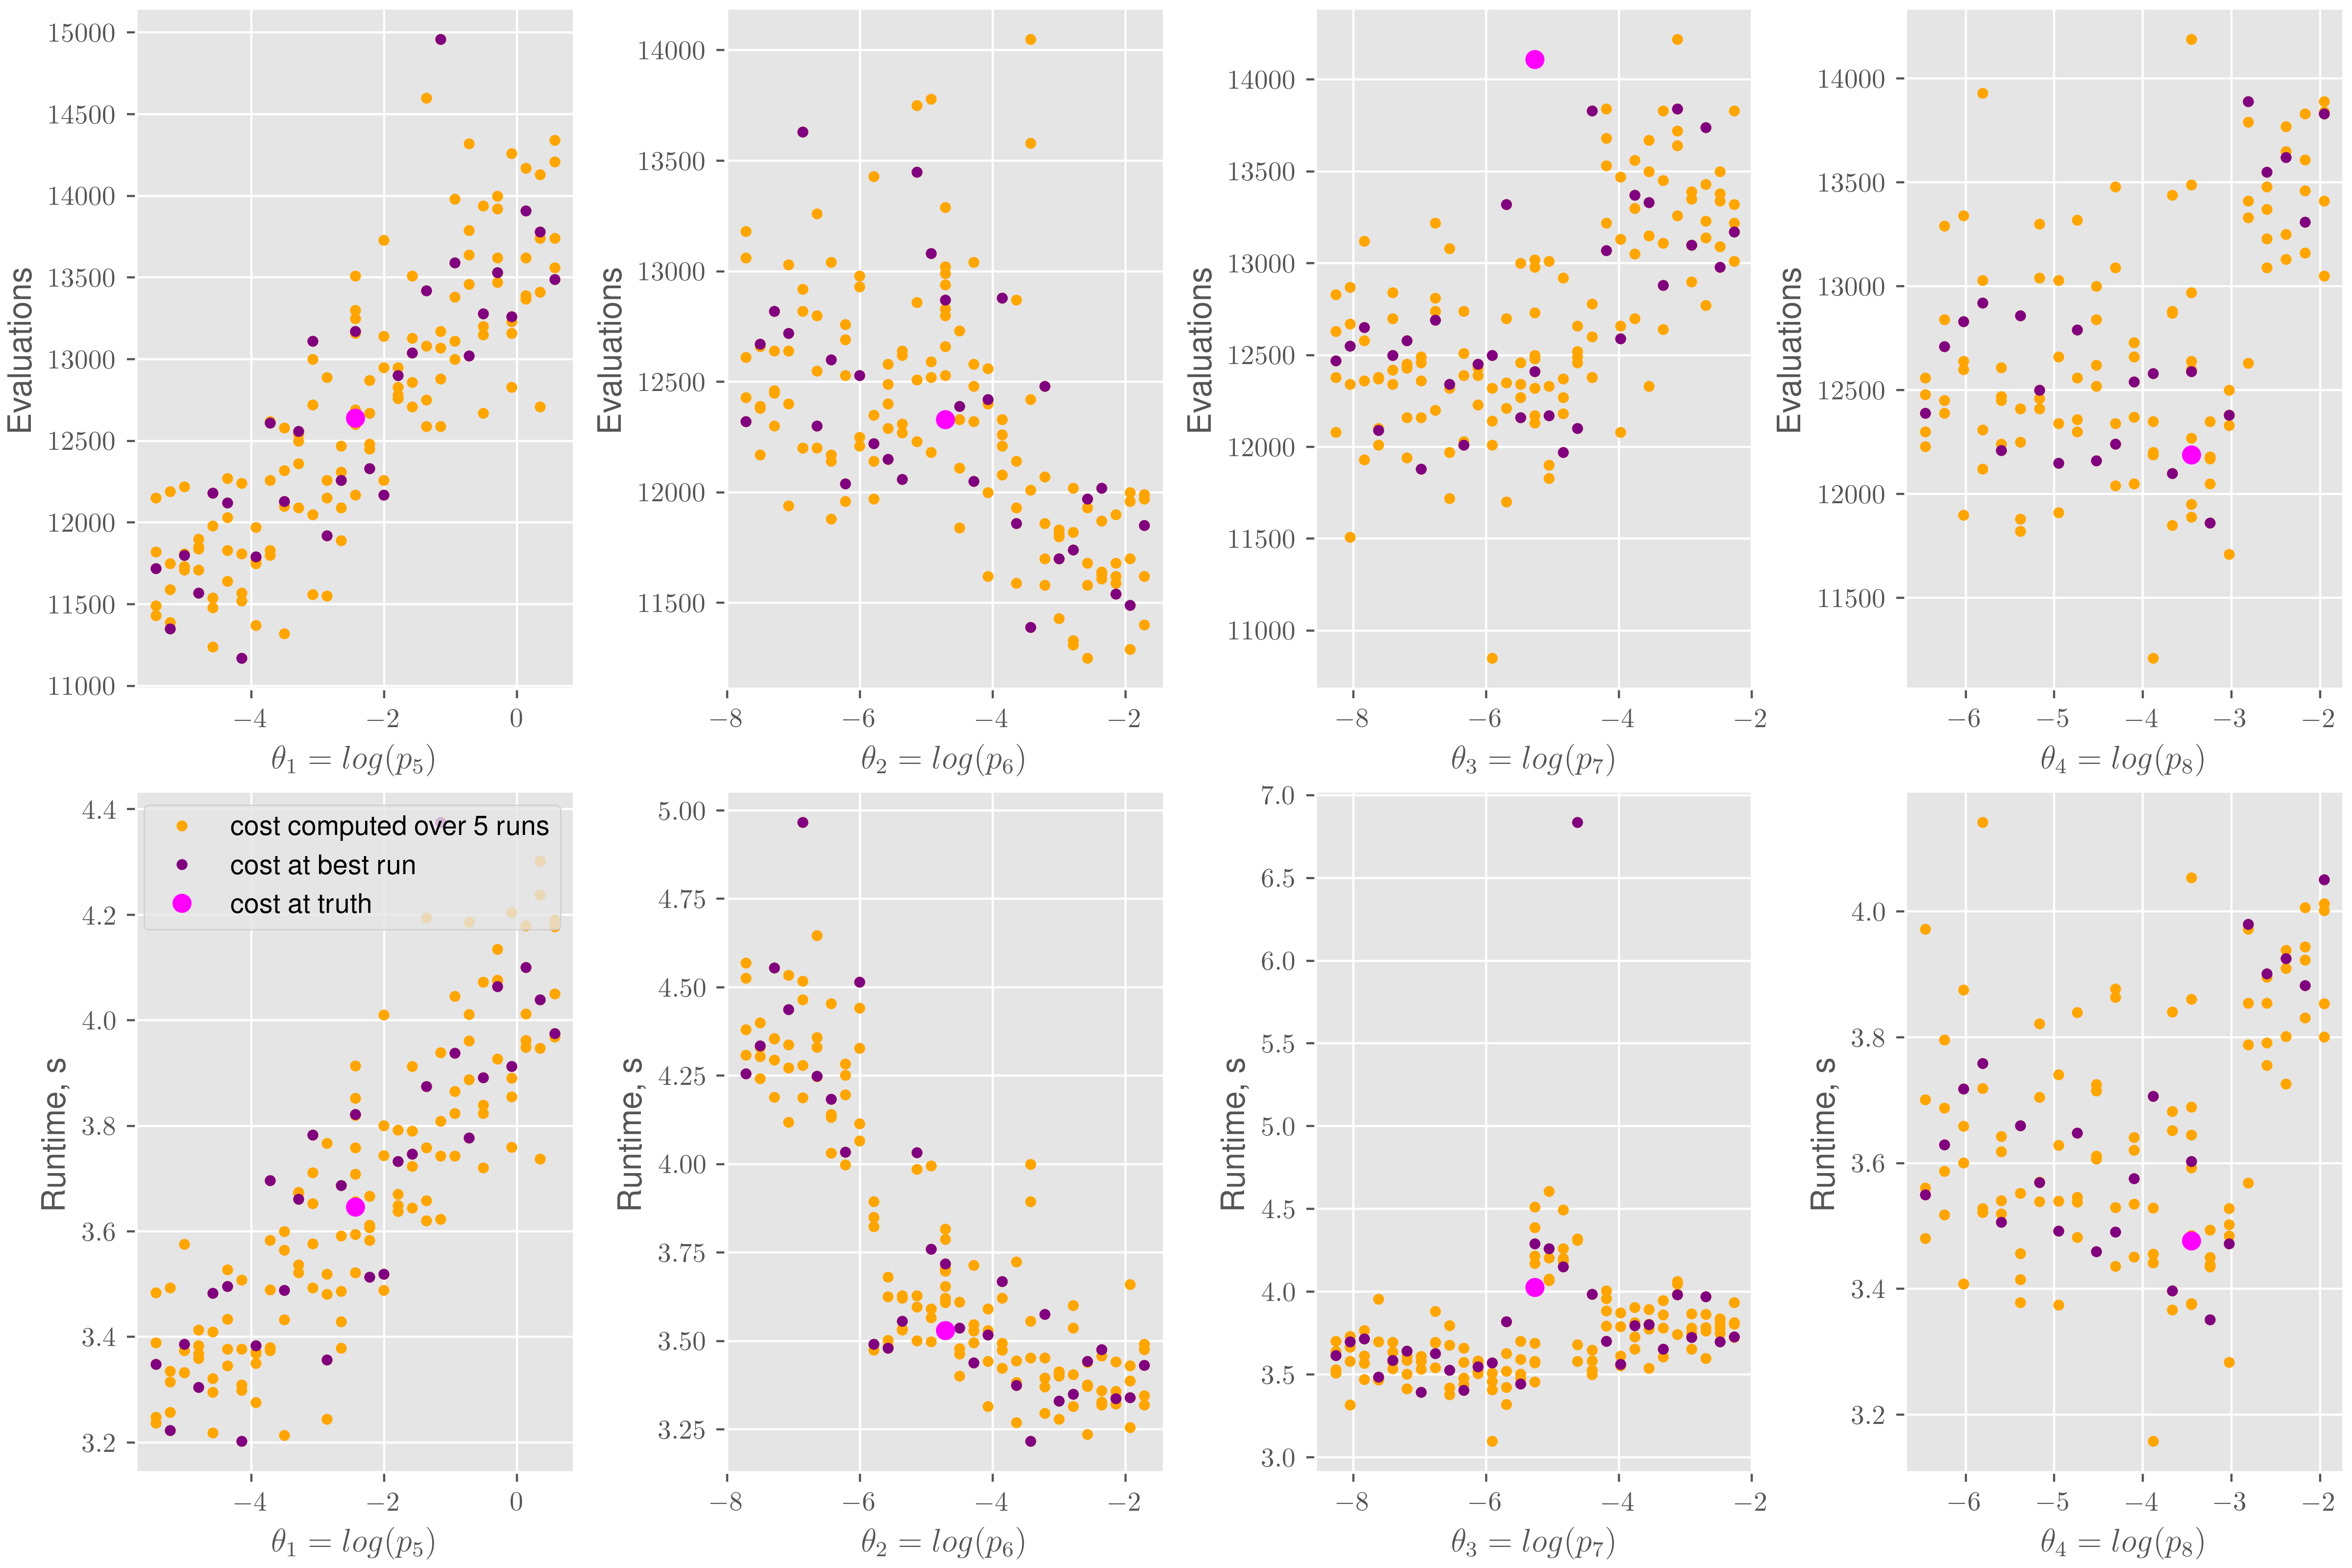 15000
14500
14000
13500
13000
12500
12000
11500
11000
Evaluations
−4 −2 0
θ₁ = log(p₅)
14000
13500
13000
12500
12000
11500
Evaluations
−8 −6 −4 −2
θ₂ = log(p₆)
14000
13500
13000
12500
12000
11500
11000
Evaluations
−8 −6 −4 −2
θ₃ = log(p₇)
14000
13500
13000
12500
12000
11500
Evaluations
−6 −5 −4 −3 −2
θ₄ = log(p₈)
4.4
4.2
4.0
3.8
3.6
3.4
3.2
Runtime, s
cost computed over 5 runs
cost at best run
cost at truth
−4 −2 0
θ₁ = log(p₅)
5.00
4.75
4.50
4.25
4.00
3.75
3.50
3.25
Runtime, s
−8 −6 −4 −2
θ₂ = log(p₆)
7.0
6.5
6.0
5.5
5.0
4.5
4.0
3.5
3.0
Runtime, s
−8 −6 −4 −2
θ₃ = log(p₇)
4.0
3.8
3.6
3.4
3.2
Runtime, s
−6 −5 −4 −3 −2
θ₄ = log(p₈)